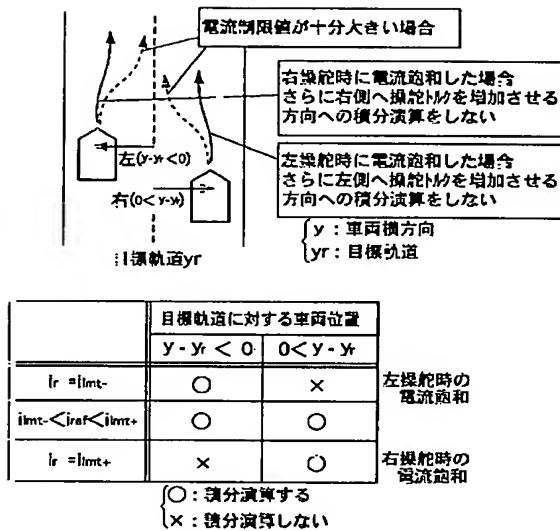 電流制限値が十分大きい場合
右操舵時に電流飽和した場合
さらに右側へ操舵トルクを増加させる
方向への積分演算をしない
左(y-yr<0)
左操舵時に電流飽和した場合
さらに左側へ操舵トルクを増加させる
方向への積分演算をしない
右(0<y-yr)
目標軌道yr
y：車両横方向
yr：目標軌道
目標軌道に対する車両位置
y - yr < 0 0 < y - yr
ir =ilmt- ○ × 左操舵時の
電流飽和
ilmt-<iref<ilmt+ ○ ○
ir =ilmt+ × ○ 右操舵時の
電流飽和
○：積分演算する
×：積分演算しない